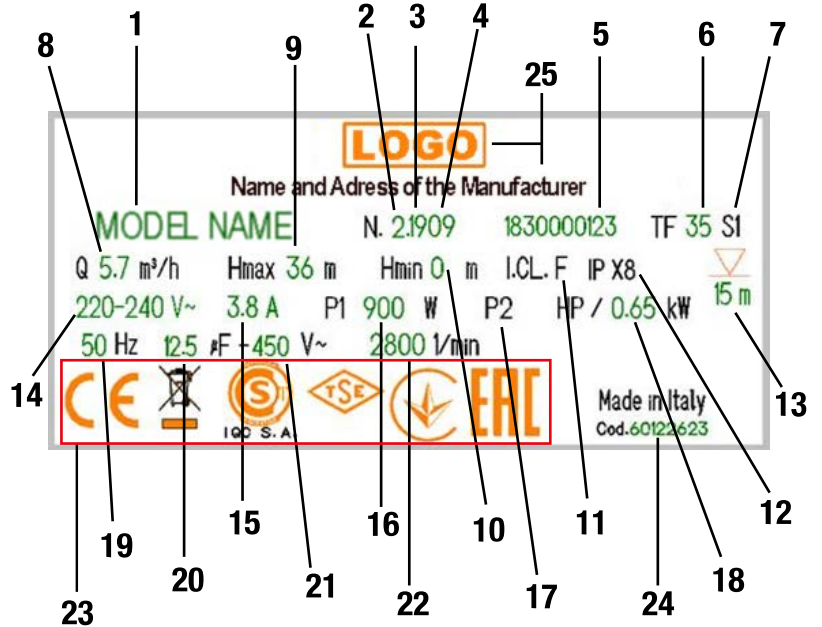 1 2 3 4 5 6 7
8 9 25
LOGO
Name and Adress of the Manufacturer
MODEL NAME N. 2.1909 1830000123 TF 35 S1
Q 5.7 m³/h Hmax 36 m Hmin 0 m I.CL. F IP X8
220-240 V~ 3.8 A P1 900 W P2 HP / 0.65 kW 15 m
50 Hz 12.5 µF - 450 V~ 2800 1/min
CE S TSE EAC
IQC S.A.
Made in Italy
Cod.60122623
14 13
19 15 16 10 11 12
20 21 22 17 18
23 24